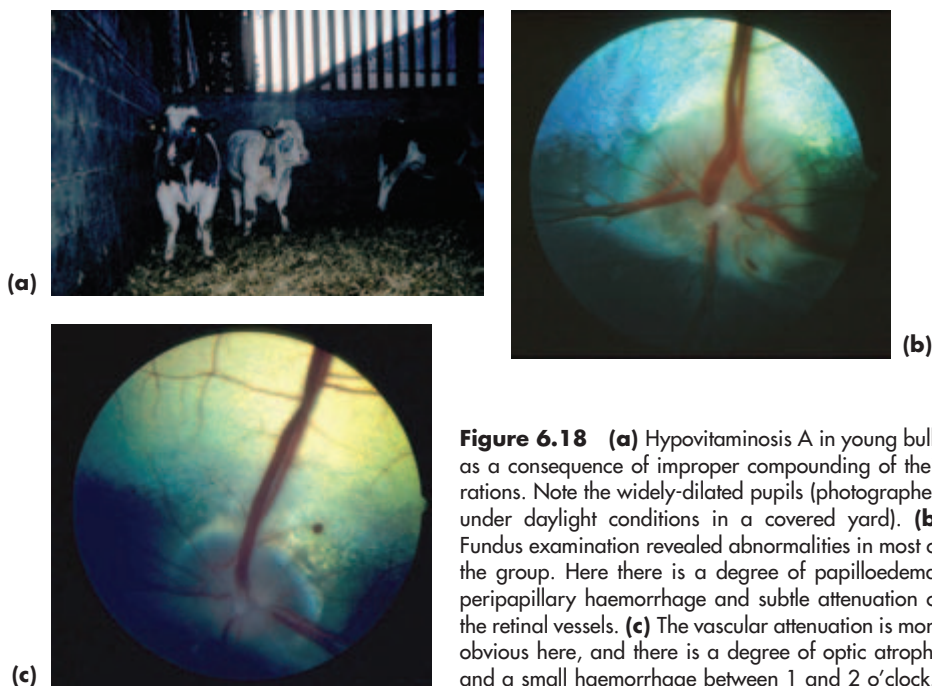 (a)
(b)
(c)
Figure 6.18 (a) Hypovitaminosis A in young bull
as a consequence of improper compounding of the
rations. Note the widely-dilated pupils (photographe
under daylight conditions in a covered yard). (b
Fundus examination revealed abnormalities in most o
the group. Here there is a degree of papilloedema
peripapillary haemorrhage and subtle attenuation o
the retinal vessels. (c) The vascular attenuation is mor
obvious here, and there is a degree of optic atroph
and a small haemorrhage between 1 and 2 o'clock